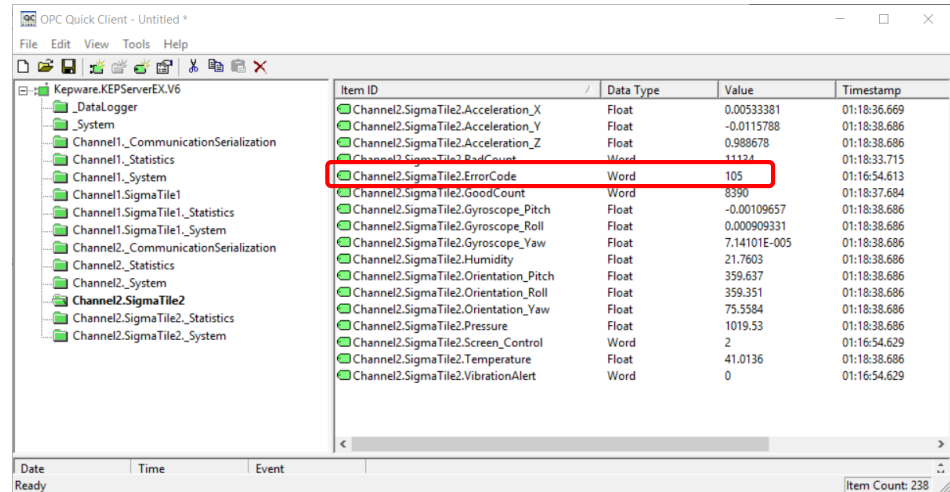 OPC Quick Client - Untitled *
File Edit View Tools Help
Kepware.KEPServerEX.V6
_DataLogger
_System
Channel1._CommunicationSerialization
Channel1._Statistics
Channel1._System
Channel1.SigmaTile1
Channel1.SigmaTile1._Statistics
Channel1.SigmaTile1._System
Channel2._CommunicationSerialization
Channel2._Statistics
Channel2._System
Channel2.SigmaTile2
Channel2.SigmaTile2._Statistics
Channel2.SigmaTile2._System
Item ID Data Type Value Timestamp
Channel2.SigmaTile2.Acceleration_X Float 0.00533381 01:18:36.669
Channel2.SigmaTile2.Acceleration_Y Float -0.0115788 01:18:38.686
Channel2.SigmaTile2.Acceleration_Z Float 0.988678 01:18:38.686
Channel2.SigmaTile2.BadCount Word 11134 01:18:33.715
Channel2.SigmaTile2.ErrorCode Word 105 01:16:54.613
Channel2.SigmaTile2.GoodCount Word 8390 01:18:37.684
Channel2.SigmaTile2.Gyroscope_Pitch Float -0.00109657 01:18:38.686
Channel2.SigmaTile2.Gyroscope_Roll Float 0.000909331 01:18:38.686
Channel2.SigmaTile2.Gyroscope_Yaw Float 7.14101E-005 01:18:38.686
Channel2.SigmaTile2.Humidity Float 21.7603 01:18:38.686
Channel2.SigmaTile2.Orientation_Pitch Float 359.637 01:18:38.686
Channel2.SigmaTile2.Orientation_Roll Float 359.351 01:18:38.686
Channel2.SigmaTile2.Orientation_Yaw Float 75.5584 01:18:38.686
Channel2.SigmaTile2.Pressure Float 1019.53 01:18:38.686
Channel2.SigmaTile2.Screen_Control Word 2 01:16:54.629
Channel2.SigmaTile2.Temperature Float 41.0136 01:18:38.686
Channel2.SigmaTile2.VibrationAlert Word 0 01:16:54.629
Date Time Event
Ready Item Count: 238